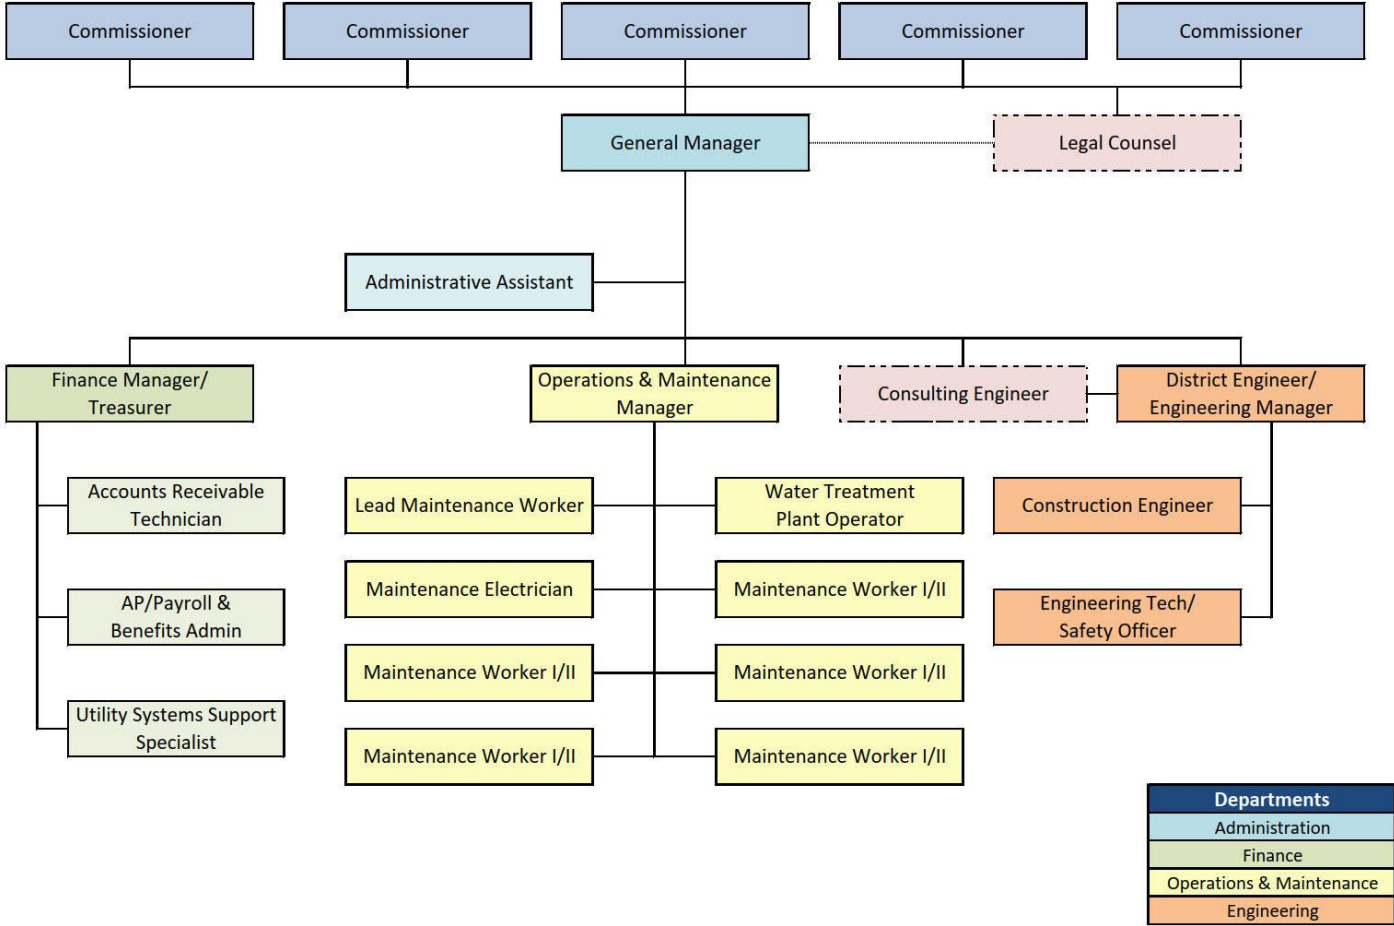 Commissioner
Commissioner
Commissioner
Commissioner
Commissioner
General Manager
Legal Counsel
Administrative Assistant
Finance Manager/
Treasurer
Operations & Maintenance
Manager
Consulting Engineer
District Engineer/
Engineering Manager
Accounts Receivable
Technician
Lead Maintenance Worker
Water Treatment
Plant Operator
Construction Engineer
AP/Payroll &
Benefits Admin
Maintenance Electrician
Maintenance Worker I/II
Engineering Tech/
Safety Officer
Maintenance Worker I/II
Maintenance Worker I/II
Utility Systems Support
Specialist
Maintenance Worker I/II
Maintenance Worker I/II
Departments
Administration
Finance
Operations & Maintenance
Engineering